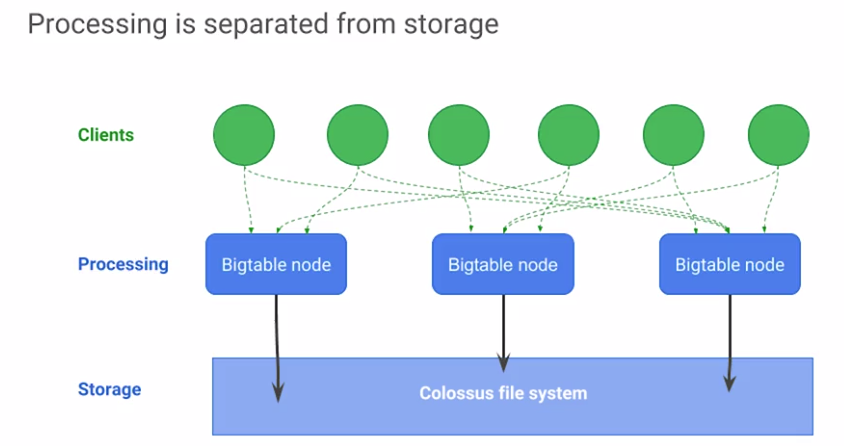 Processing is separated from storage
Clients
Processing
Bigtable node
Bigtable node
Bigtable node
Storage
Colossus file system